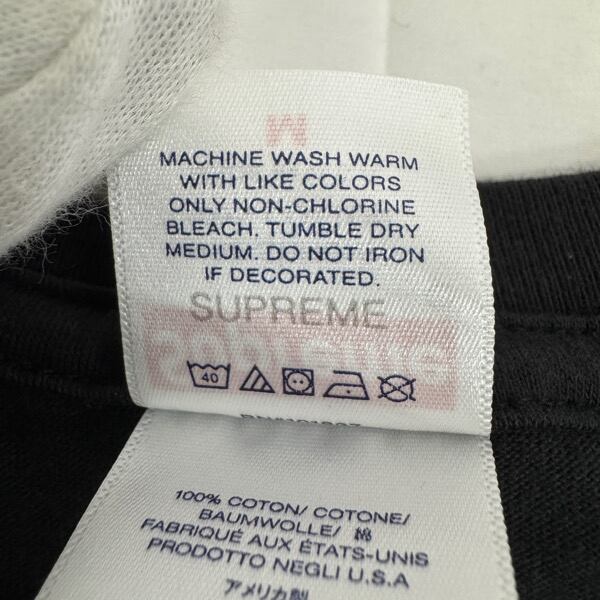 M
MACHINE WASH WARM
WITH LIKE COLORS
ONLY NON-CHLORINE
BLEACH. TUMBLE DRY
MEDIUM. DO NOT IRON
IF DECORATED.
SUPREME
Supreme
40
100% COTON/ COTONE/
BAUMWOLLE/ 綿
FABRIQUÉ AUX ÉTATS-UNIS
PRODOTTO NEGLI U.S.A
アメリカ製